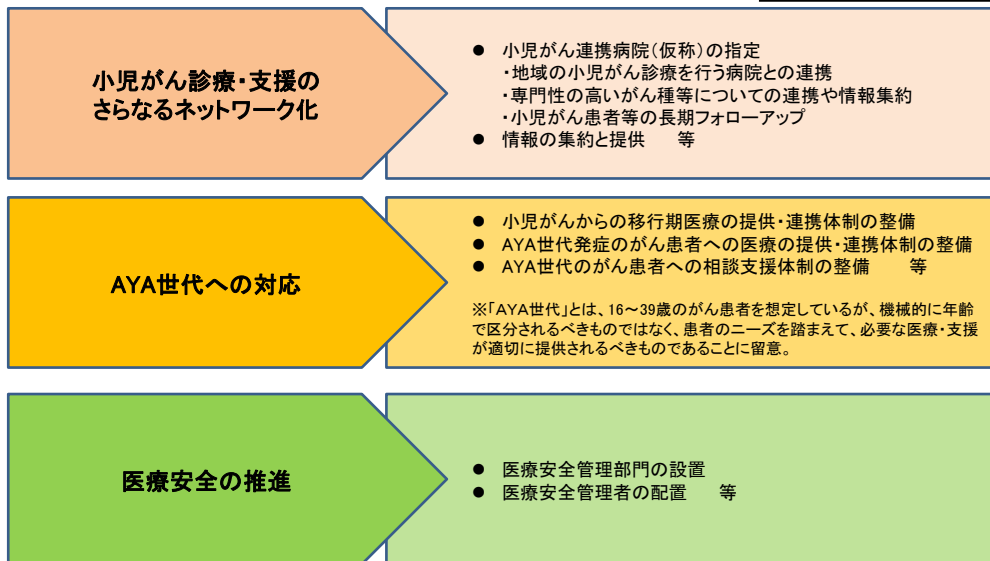 小児がん診療・支援の
さらなるネットワーク化
● 小児がん連携病院(仮称)の指定
・地域の小児がん診療を行う病院との連携
・専門性の高いがん種等についての連携や情報集約
・小児がん患者等の長期フォローアップ
● 情報の集約と提供　等
AYA世代への対応
● 小児がんからの移行期医療の提供・連携体制の整備
● AYA世代発症のがん患者への医療の提供・連携体制の整備
● AYA世代のがん患者への相談支援体制の整備　等
※「AYA世代」とは、16~39歳のがん患者を想定しているが、機械的に年齢
で区分されるべきものではなく、患者のニーズを踏まえて、必要な医療・支援
が適切に提供されるべきものであることに留意。
医療安全の推進
● 医療安全管理部門の設置
● 医療安全管理者の配置　等